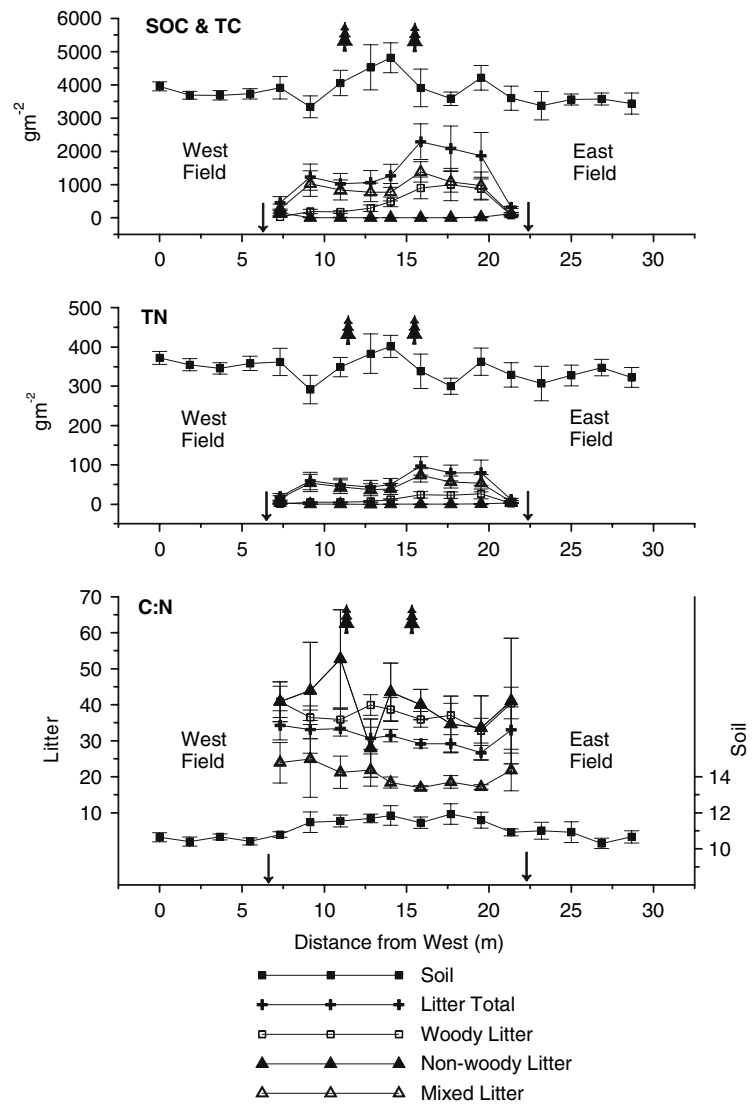 SOC & TC
6000
5000
4000
3000
2000
1000
0
gm-2
West
Field
East
Field
0 5 10 15 20 25 30
TN
500
400
300
200
100
0
gm-2
West
Field
East
Field
0 5 10 15 20 25 30
C:N
70
60
50
40
30
20
10
Litter
West
Field
East
Field
14
12
10
Soil
0 5 10 15 20 25 30
Distance from West (m)
Soil
Litter Total
Woody Litter
Non-woody Litter
Mixed Litter